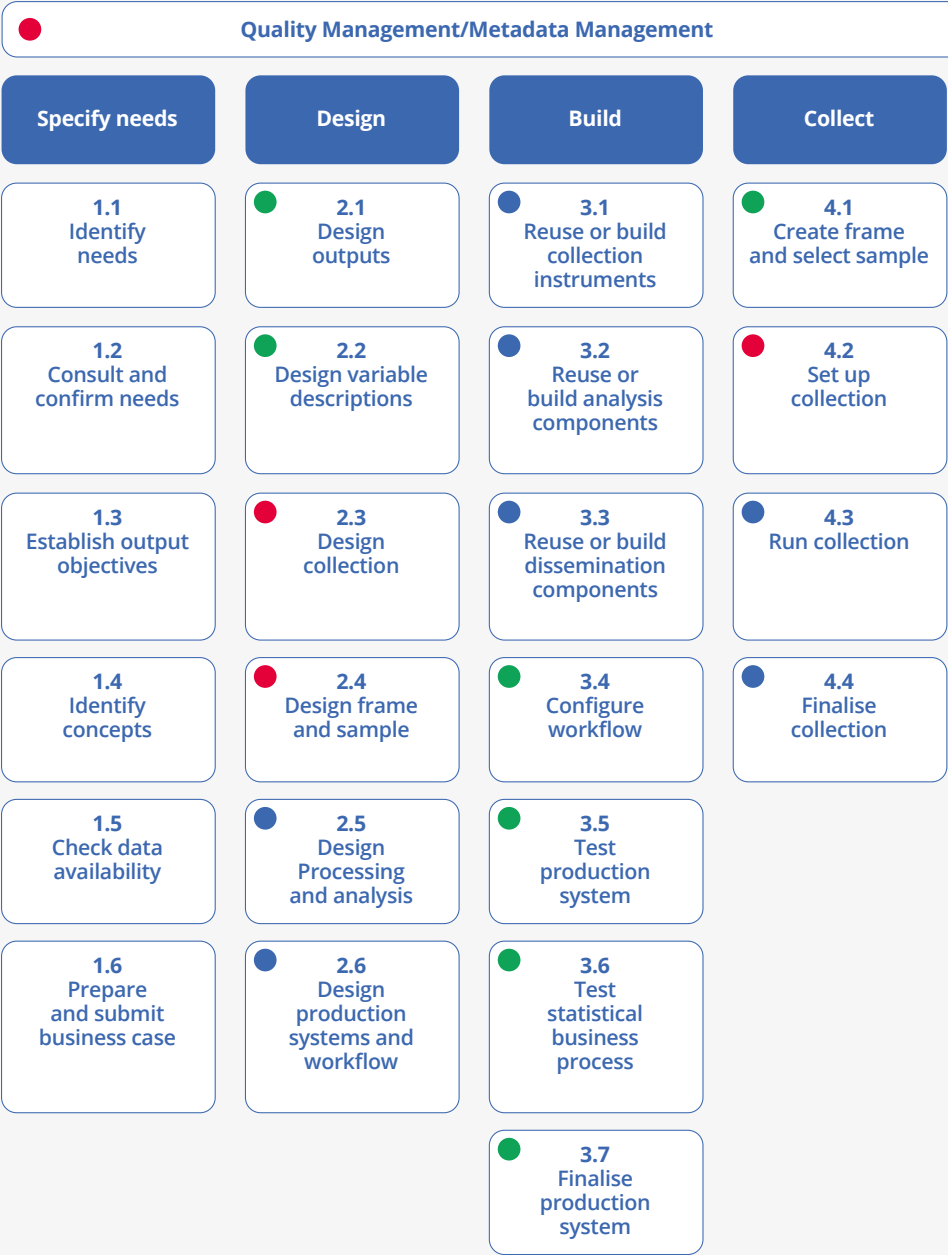 Quality Management/Metadata Management
Specify needs
Design
Build
Collect
1.1
Identify
needs
2.1
Design
outputs
3.1
Reuse or build
collection
instruments
4.1
Create frame
and select sample
1.2
Consult and
confirm needs
2.2
Design variable
descriptions
3.2
Reuse or
build analysis
components
4.2
Set up
collection
1.3
Establish output
objectives
2.3
Design
collection
3.3
Reuse or build
dissemination
components
4.3
Run collection
1.4
Identify
concepts
2.4
Design frame
and sample
3.4
Configure
workflow
4.4
Finalise
collection
1.5
Check data
availability
2.5
Design
Processing
and analysis
3.5
Test
production
system
1.6
Prepare
and submit
business case
2.6
Design
production
systems and
workflow
3.6
Test
statistical
business
process
3.7
Finalise
production
system